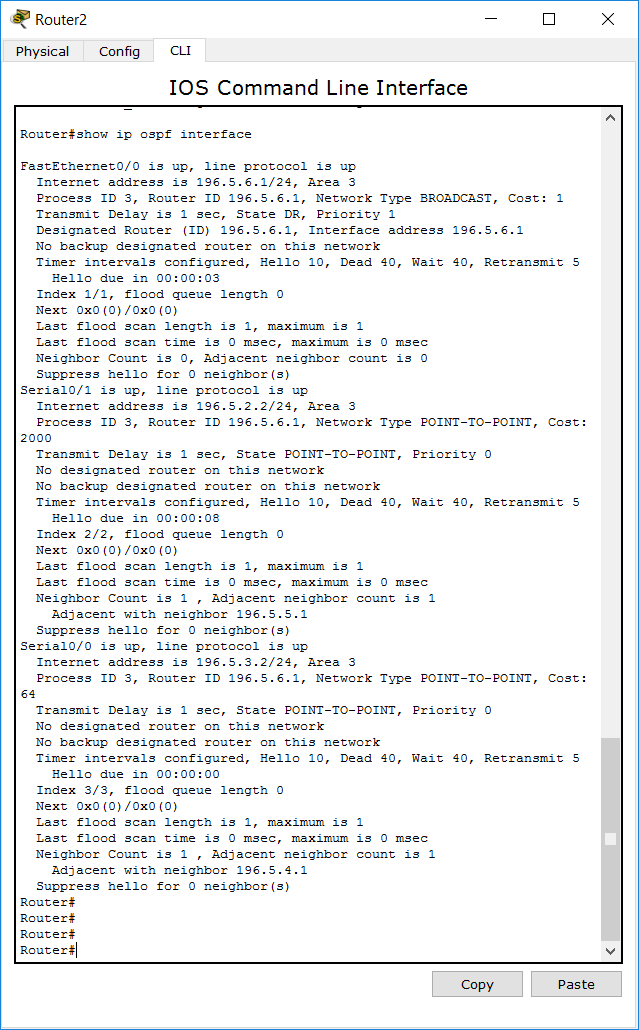 Router2
Physical Config CLI
IOS Command Line Interface
Router#show ip ospf interface
FastEthernet0/0 is up, line protocol is up
Internet address is 196.5.6.1/24, Area 3
Process ID 3, Router ID 196.5.6.1, Network Type BROADCAST, Cost: 1
Transmit Delay is 1 sec, State DR, Priority 1
Designated Router (ID) 196.5.6.1, Interface address 196.5.6.1
No backup designated router on this network
Timer intervals configured, Hello 10, Dead 40, Wait 40, Retransmit 5
Hello due in 00:00:03
Index 1/1, flood queue length 0
Next 0x0(0)/0x0(0)
Last flood scan length is 1, maximum is 1
Last flood scan time is 0 msec, maximum is 0 msec
Neighbor Count is 0, Adjacent neighbor count is 0
Suppress hello for 0 neighbor(s)
Serial0/1 is up, line protocol is up
Internet address is 196.5.2.2/24, Area 3
Process ID 3, Router ID 196.5.6.1, Network Type POINT-TO-POINT, Cost:
2000
Transmit Delay is 1 sec, State POINT-TO-POINT, Priority 0
No designated router on this network
No backup designated router on this network
Timer intervals configured, Hello 10, Dead 40, Wait 40, Retransmit 5
Hello due in 00:00:08
Index 2/2, flood queue length 0
Next 0x0(0)/0x0(0)
Last flood scan length is 1, maximum is 1
Last flood scan time is 0 msec, maximum is 0 msec
Neighbor Count is 1 , Adjacent neighbor count is 1
Adjacent with neighbor 196.5.5.1
Suppress hello for 0 neighbor(s)
Serial0/0 is up, line protocol is up
Internet address is 196.5.3.2/24, Area 3
Process ID 3, Router ID 196.5.6.1, Network Type POINT-TO-POINT, Cost:
64
Transmit Delay is 1 sec, State POINT-TO-POINT, Priority 0
No designated router on this network
No backup designated router on this network
Timer intervals configured, Hello 10, Dead 40, Wait 40, Retransmit 5
Hello due in 00:00:00
Index 3/3, flood queue length 0
Next 0x0(0)/0x0(0)
Last flood scan length is 1, maximum is 1
Last flood scan time is 0 msec, maximum is 0 msec
Neighbor Count is 1 , Adjacent neighbor count is 1
Adjacent with neighbor 196.5.4.1
Suppress hello for 0 neighbor(s)
Router#
Router#
Router#
Router#
Copy Paste